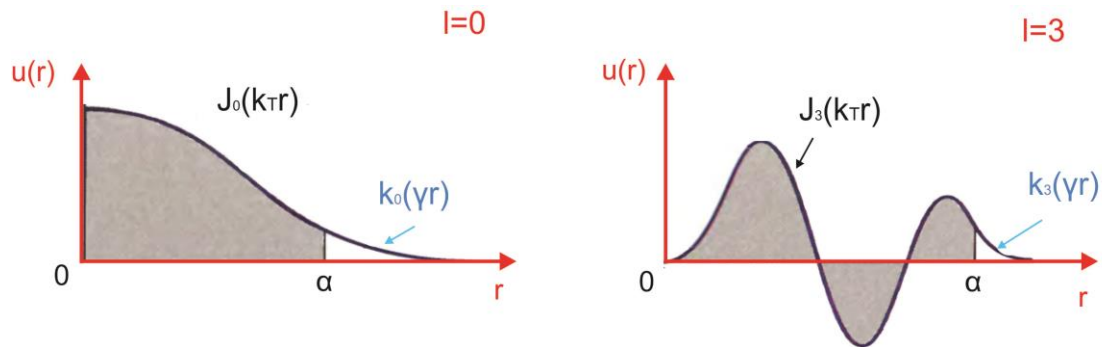 l=0
u(r)
J₀(kTr)
k₀(γr)
0
α
r
l=3
u(r)
J₃(kTr)
k₃(γr)
0
α
r